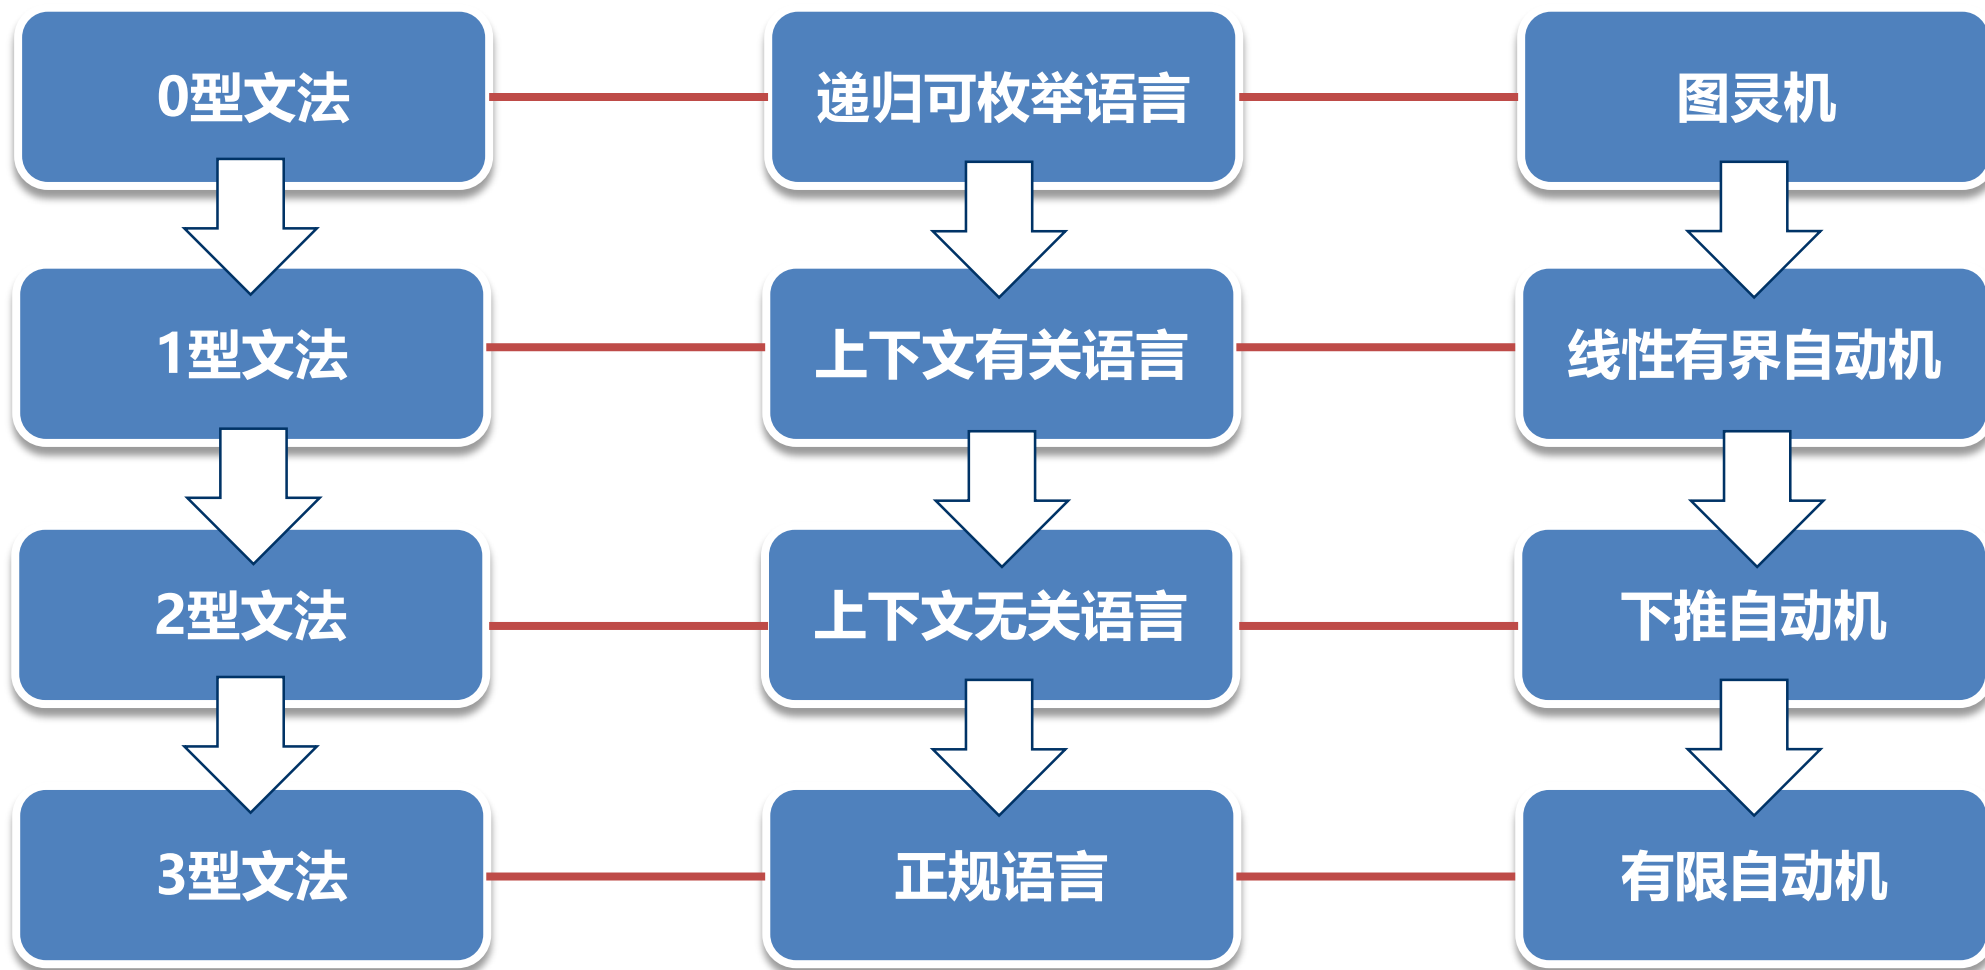 0型文法
递归可枚举语言
图灵机
1型文法
上下文有关语言
线性有界自动机
2型文法
上下文无关语言
下推自动机
3型文法
正规语言
有限自动机